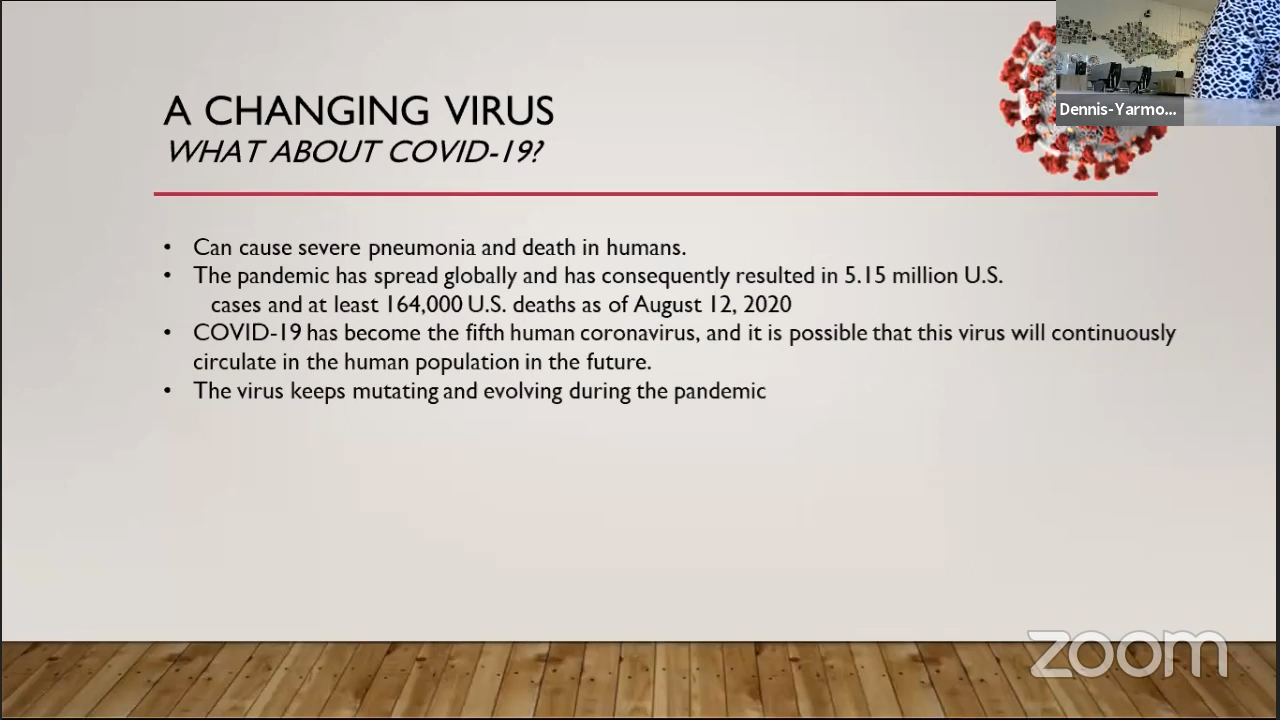 A CHANGING VIRUS
WHAT ABOUT COVID-19?
Dennis-Yarmo...
• Can cause severe pneumonia and death in humans.
• The pandemic has spread globally and has consequently resulted in 5.15 million U.S.
cases and at least 164,000 U.S. deaths as of August 12, 2020
• COVID-19 has become the fifth human coronavirus, and it is possible that this virus will continuously
circulate in the human population in the future.
• The virus keeps mutating and evolving during the pandemic
zoom